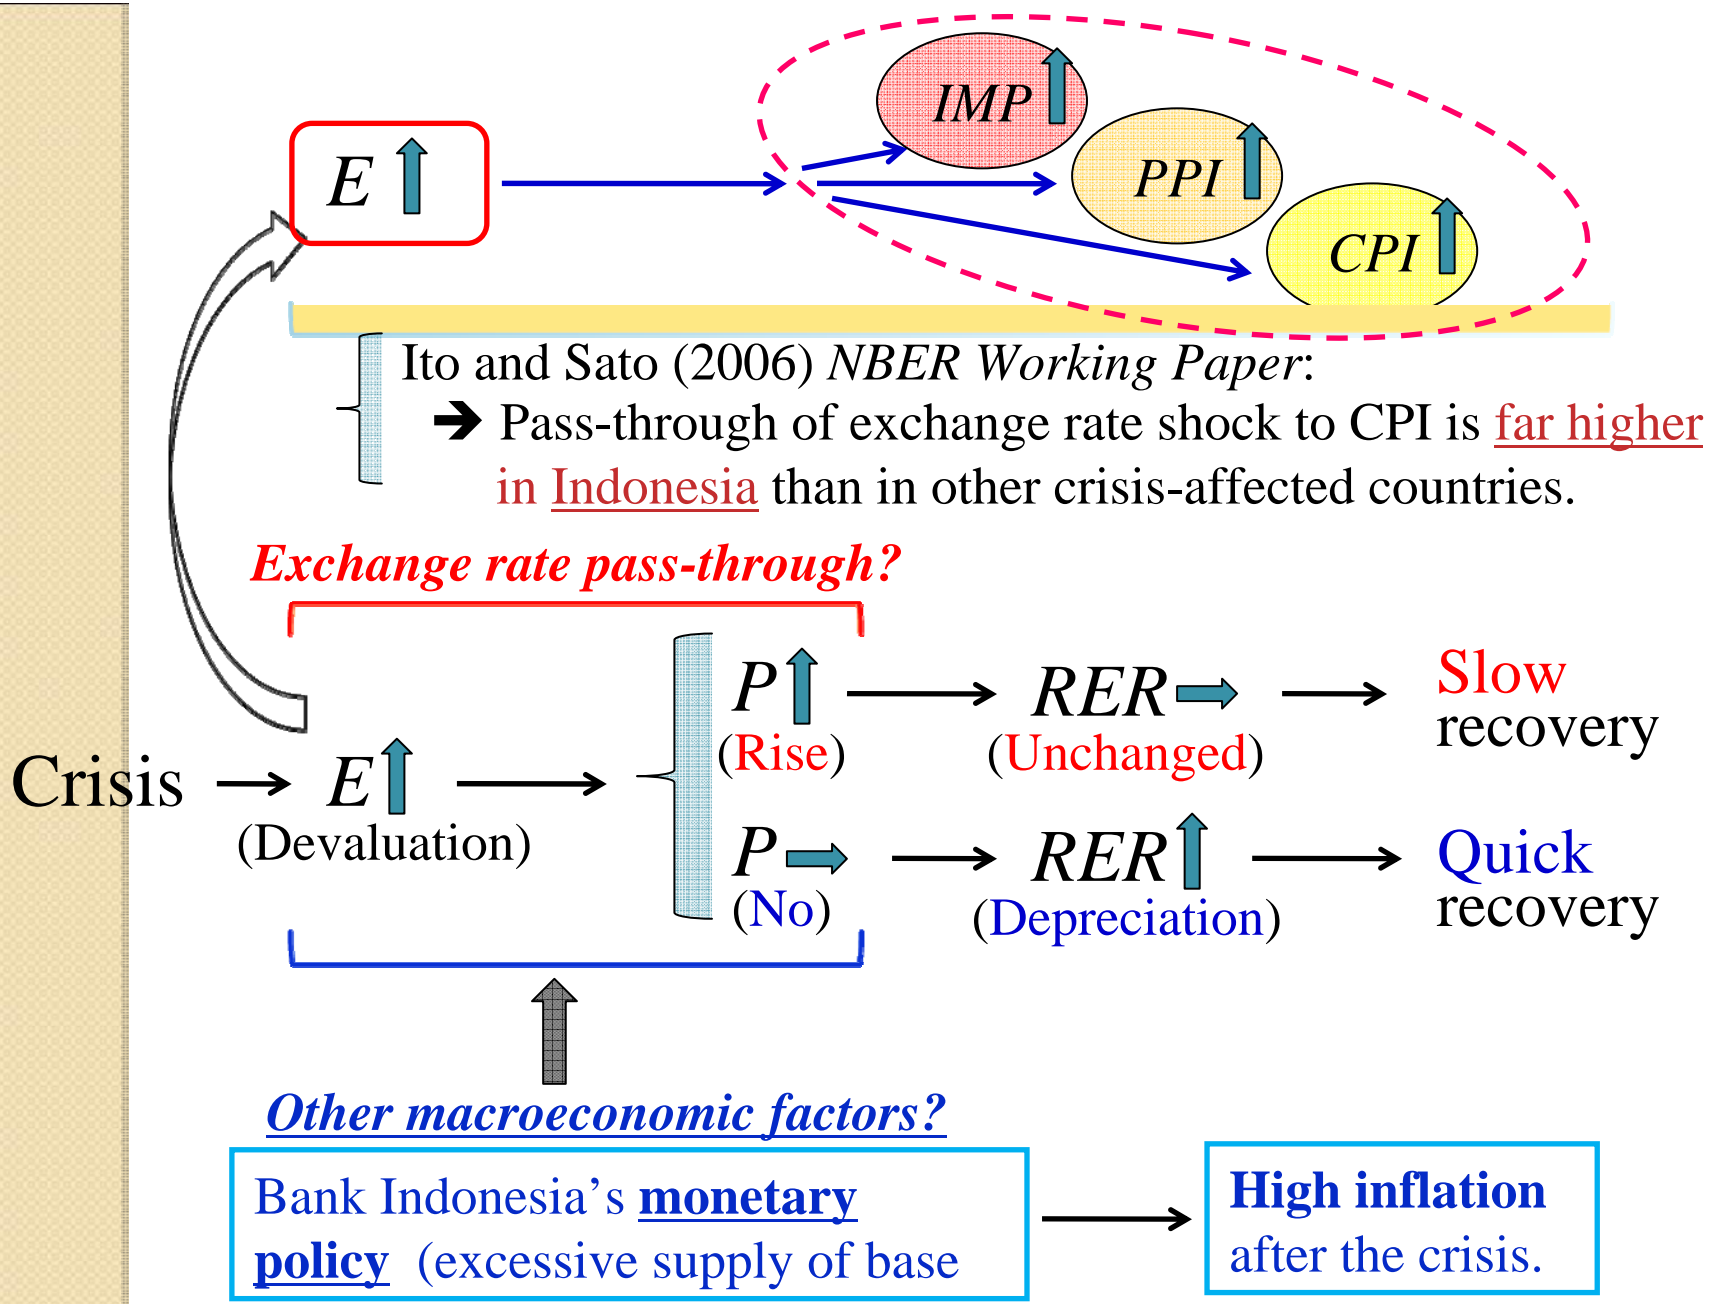 IMP
PPI
CPI
E
Ito and Sato (2006) NBER Working Paper:
➔ Pass-through of exchange rate shock to CPI is far higher
in Indonesia than in other crisis-affected countries.
Exchange rate pass-through?
P
(Rise)
RER
(Unchanged)
Slow
recovery
Crisis
E
(Devaluation)
P
(No)
RER
(Depreciation)
Quick
recovery
Other macroeconomic factors?
Bank Indonesia’s monetary
policy (excessive supply of base
High inflation
after the crisis.